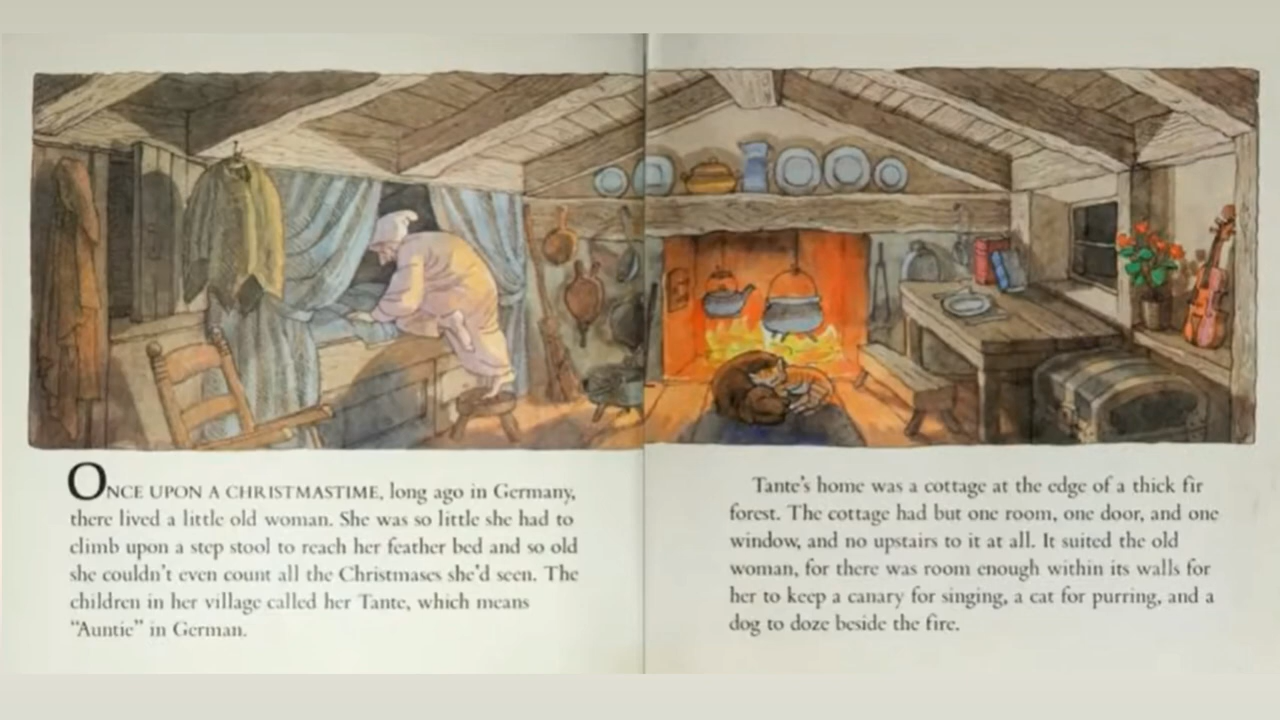 ONCE UPON A CHRISTMASTIME, long ago in Germany,
there lived a little old woman. She was so little she had to
climb upon a step stool to reach her feather bed and so old
she couldn't even count all the Christmases she'd seen. The
children in her village called her Tante, which means
“Auntie” in German.
Tante's home was a cottage at the edge of a thick fir
forest. The cottage had but one room, one door, and one
window, and no upstairs to it at all. It suited the old
woman, for there was room enough within its walls for
her to keep a canary for singing, a cat for purring, and a
dog to doze beside the fire.